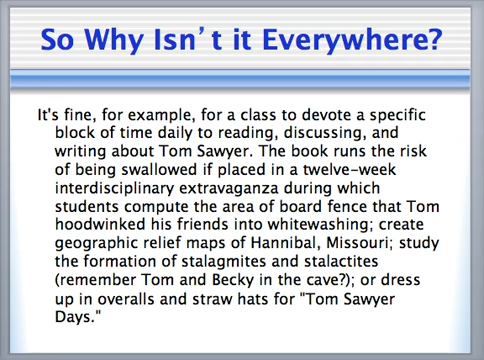 So Why Isn't it Everywhere?
It's fine, for example, for a class to devote a specific
block of time daily to reading, discussing, and
writing about Tom Sawyer. The book runs the risk
of being swallowed if placed in a twelve-week
interdisciplinary extravaganza during which
students compute the area of board fence that Tom
hoodwinked his friends into whitewashing; create
geographic relief maps of Hannibal, Missouri; study
the formation of stalagmites and stalactites
(remember Tom and Becky in the cave?); or dress
up in overalls and straw hats for "Tom Sawyer
Days."